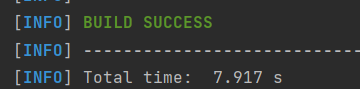 [INFO] BUILD SUCCESS
[INFO] ----------------------------
[INFO] Total time:  7.917 s